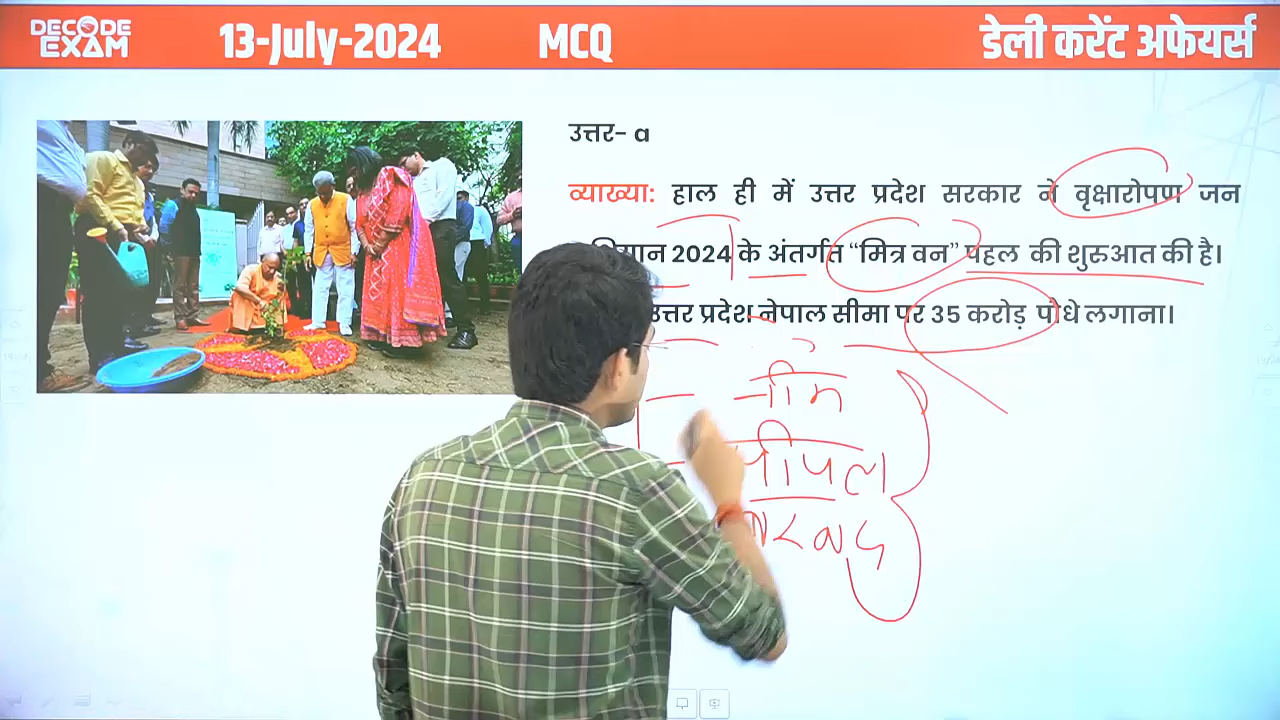 DECODE EXAM
13-July-2024
MCQ
डेली करेंट अफेयर्स
उत्तर- a
व्याख्या: हाल ही में उत्तर प्रदेश सरकार ने वृक्षारोपण जन
2024 के अंतर्गत “मित्र वन” पहल की शुरुआत की है।
उत्तर प्रदेश नेपाल सीमा पर 35 करोड़ पौधे लगाना।
नीम
पीपल
बरगद